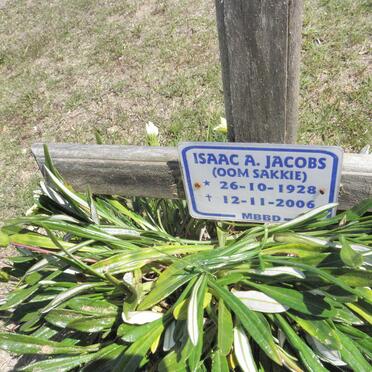 ISAAC A. JACOBS
(OOM SAKKIE)
* 26-10-1928
+ 12-11-2006
MBBD